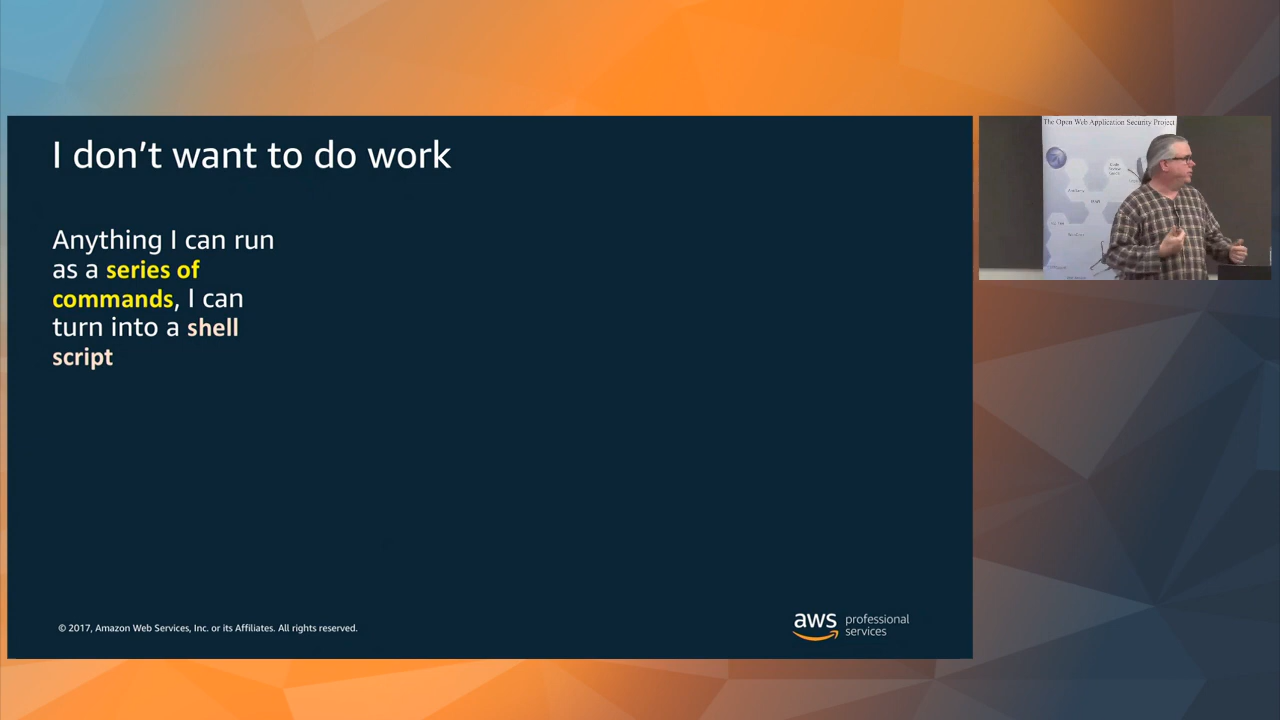 I don't want to do work
Anything I can run
as a series of
commands, I can
turn into a shell
script
© 2017, Amazon Web Services, Inc. or its Affiliates. All rights reserved.
aws professional
services
The Open Web Application Security Project